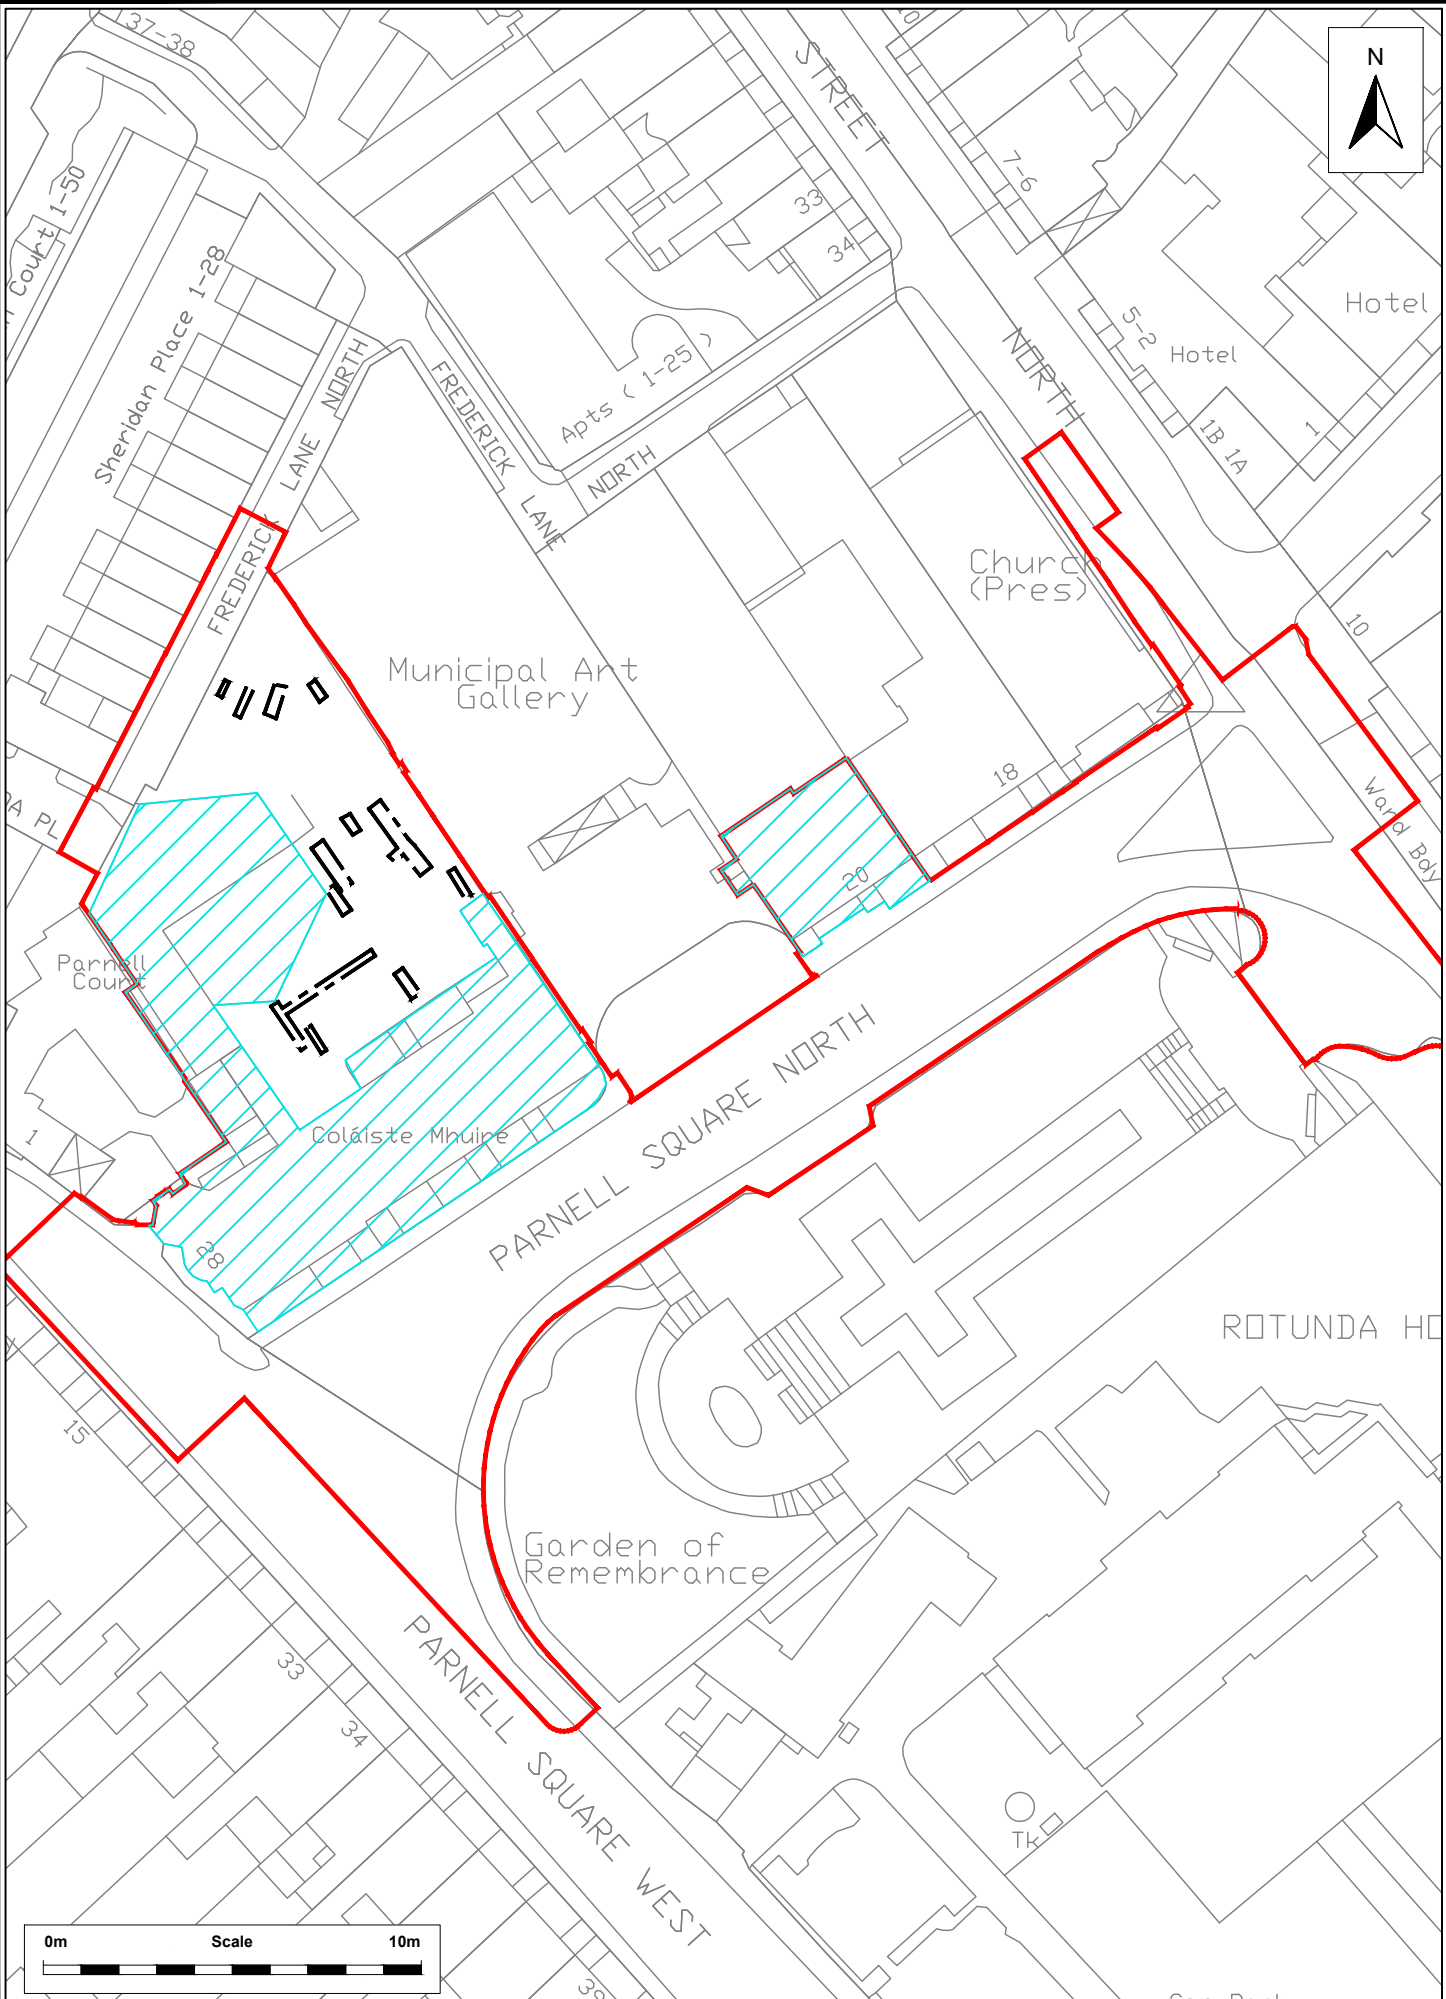 37-38
STREET
N
Court 1-50
7-6
33
34
Sheridan Place 1-28
Hotel
5-2
Hotel
NORTH
FREDERICK
LANE
NORTH
FREDERICK
LANE
NORTH
Apts ( 1-25 )
1B 1A
1
Church
(Pres)
10
Municipal Art
Gallery
18
Ward Bdy
20
Parnell
Court
PARNELL SQUARE NORTH
Coláiste Mhuire
1
28
ROTUNDA HO
15
Garden of
Remembrance
PARNELL SQUARE WEST
33
34
Tk
0m Scale 10m
39